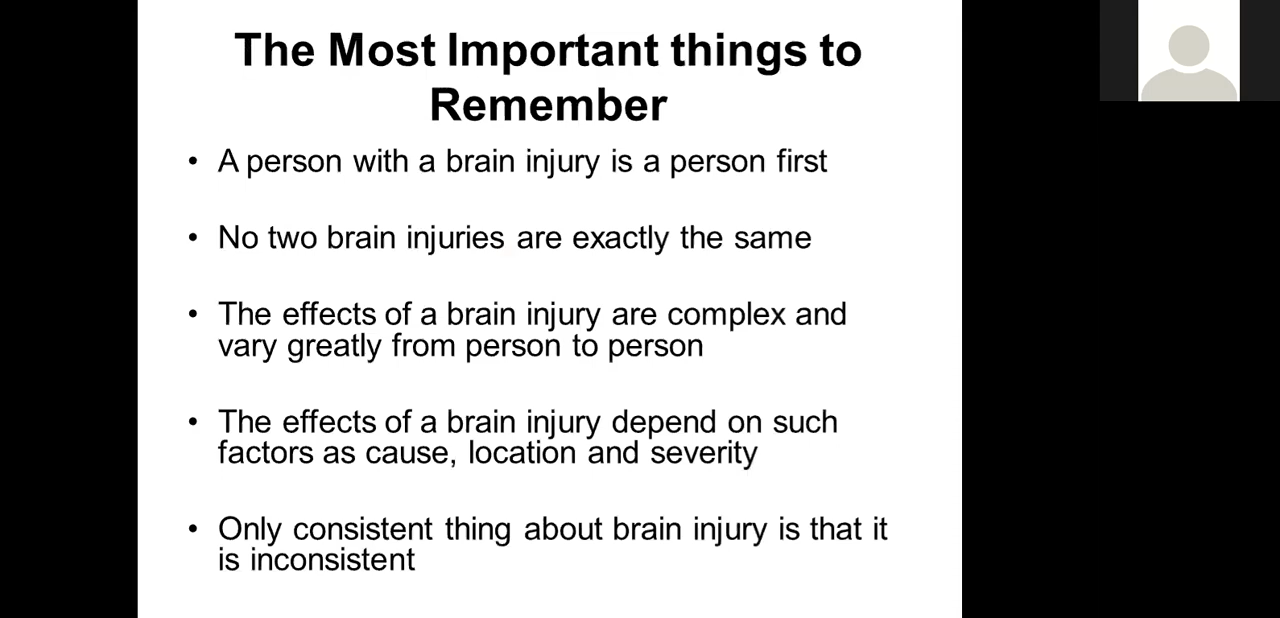 The Most Important things to
Remember
• A person with a brain injury is a person first
• No two brain injuries are exactly the same
• The effects of a brain injury are complex and
vary greatly from person to person
• The effects of a brain injury depend on such
factors as cause, location and severity
• Only consistent thing about brain injury is that it
is inconsistent